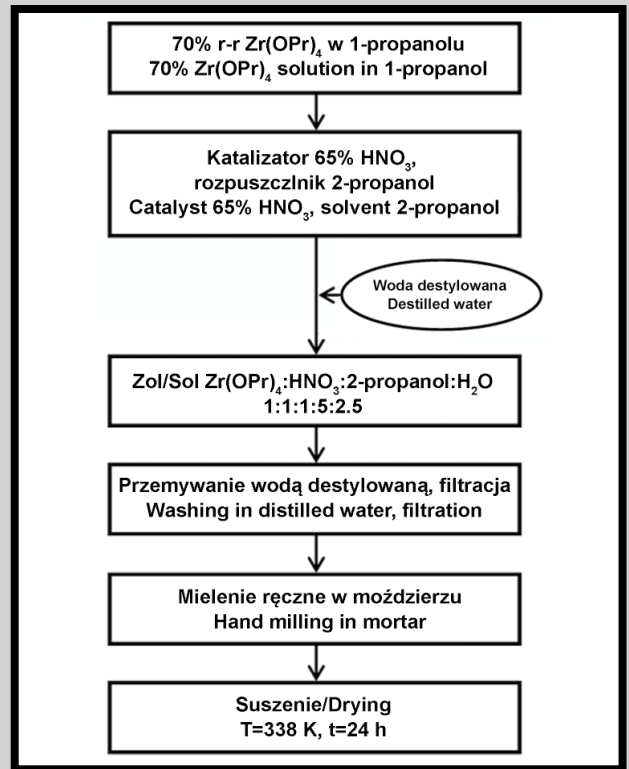 70% r-r Zr(OPr)₄ w 1-propanolu
70% Zr(OPr)₄ solution in 1-propanol
Katalizator 65% HNO₃,
rozpuszczlnik 2-propanol
Catalyst 65% HNO₃, solvent 2-propanol
Woda destylowana
Destilled water
Zol/Sol Zr(OPr)₄:HNO₃:2-propanol:H₂O
1:1:1:5:2.5
Przemywanie wodą destylowaną, filtracja
Washing in distilled water, filtration
Mielenie ręczne w moździerzu
Hand milling in mortar
Suszenie/Drying
T=338 K, t=24 h